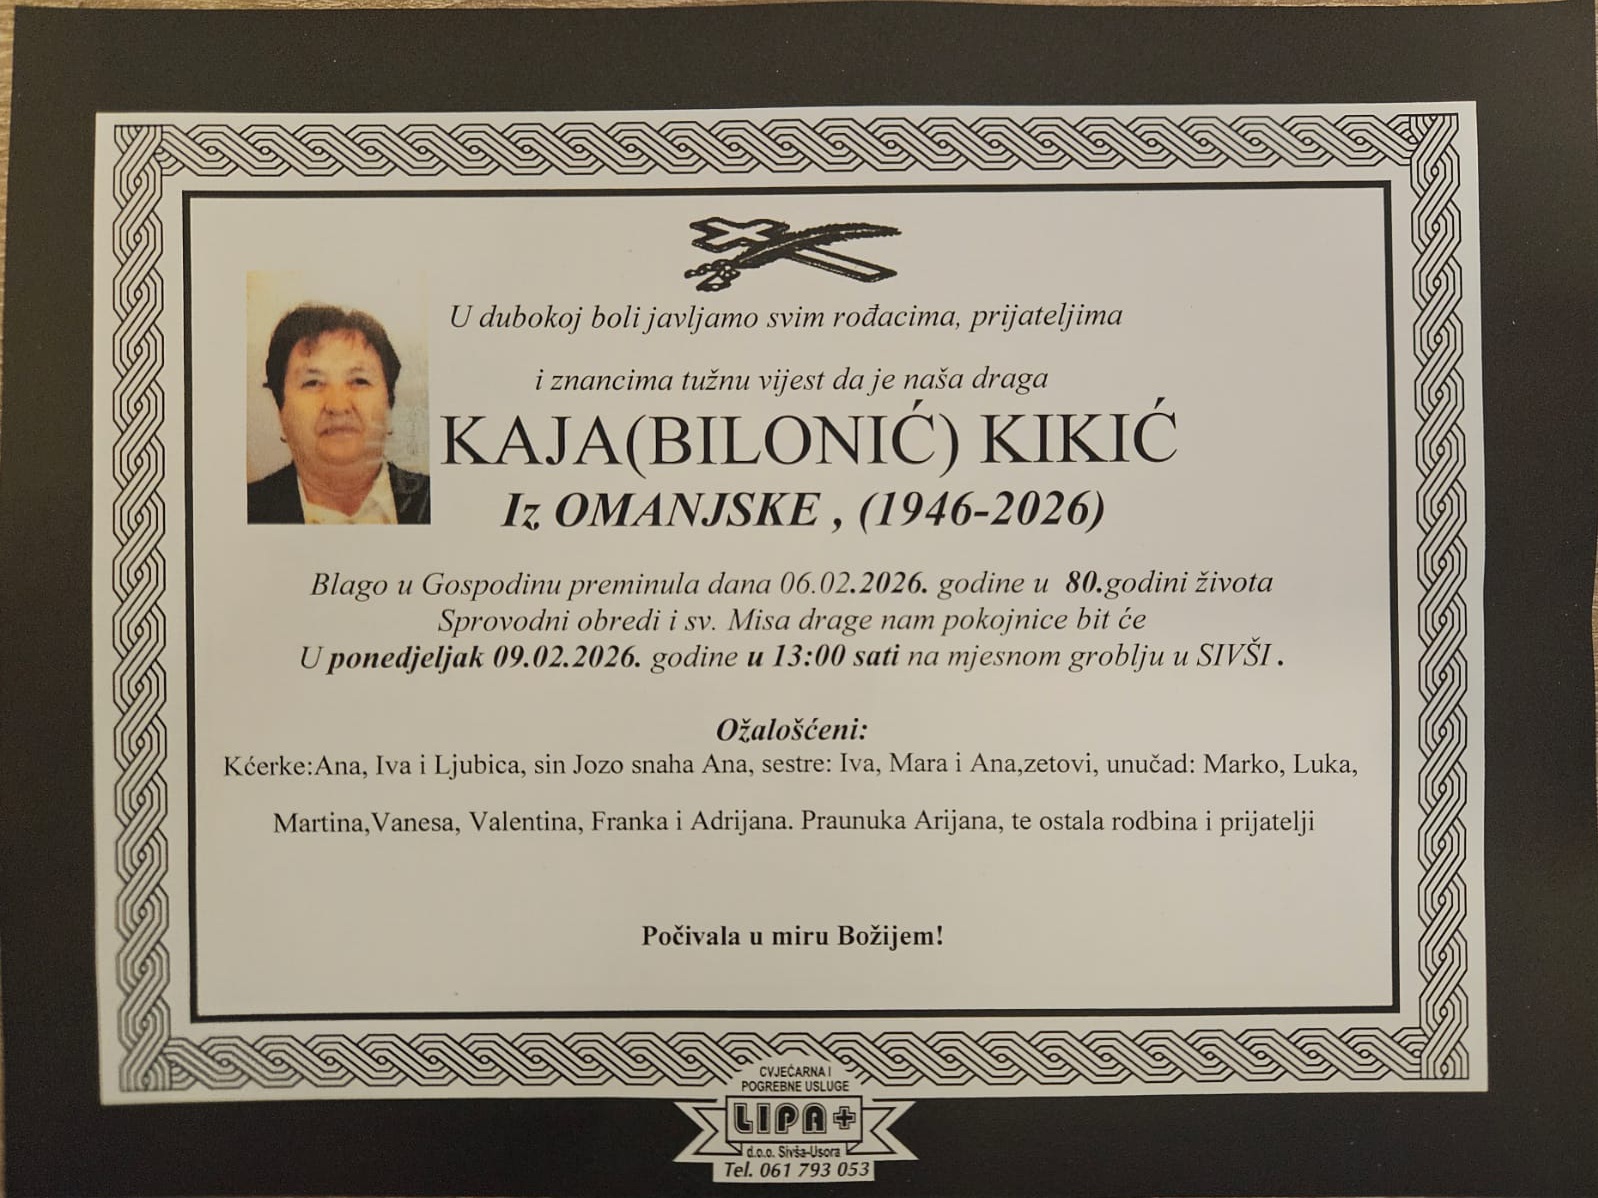 U dubokoj boli javljamo svim rođacima, prijateljima
i znancima tužnu vijest da je naša draga
KAJA(BILONIĆ) KIKIĆ
Iz OMANJSKE , (1946-2026)
Blago u Gospodinu preminula dana 06.02.2026. godine u 80.godini života
Sprovodni obredi i sv. Misa drage nam pokojnice bit će
U ponedjeljak 09.02.2026. godine u 13:00 sati na mjesnom groblju u SIVŠI .
Ožalošćeni:
Kćerke:Ana, Iva i Ljubica, sin Jozo snaha Ana, sestre: Iva, Mara i Ana,zetovi, unučad: Marko, Luka,
Martina,Vanesa, Valentina, Franka i Adrijana. Praunuka Arijana, te ostala rodbina i prijatelji
Počivala u miru Božijem!
CVJEĆARNA I
POGREBNE USLUGE
LIPA+
d.o.o. Sivša-Usora
Tel. 061 793 053